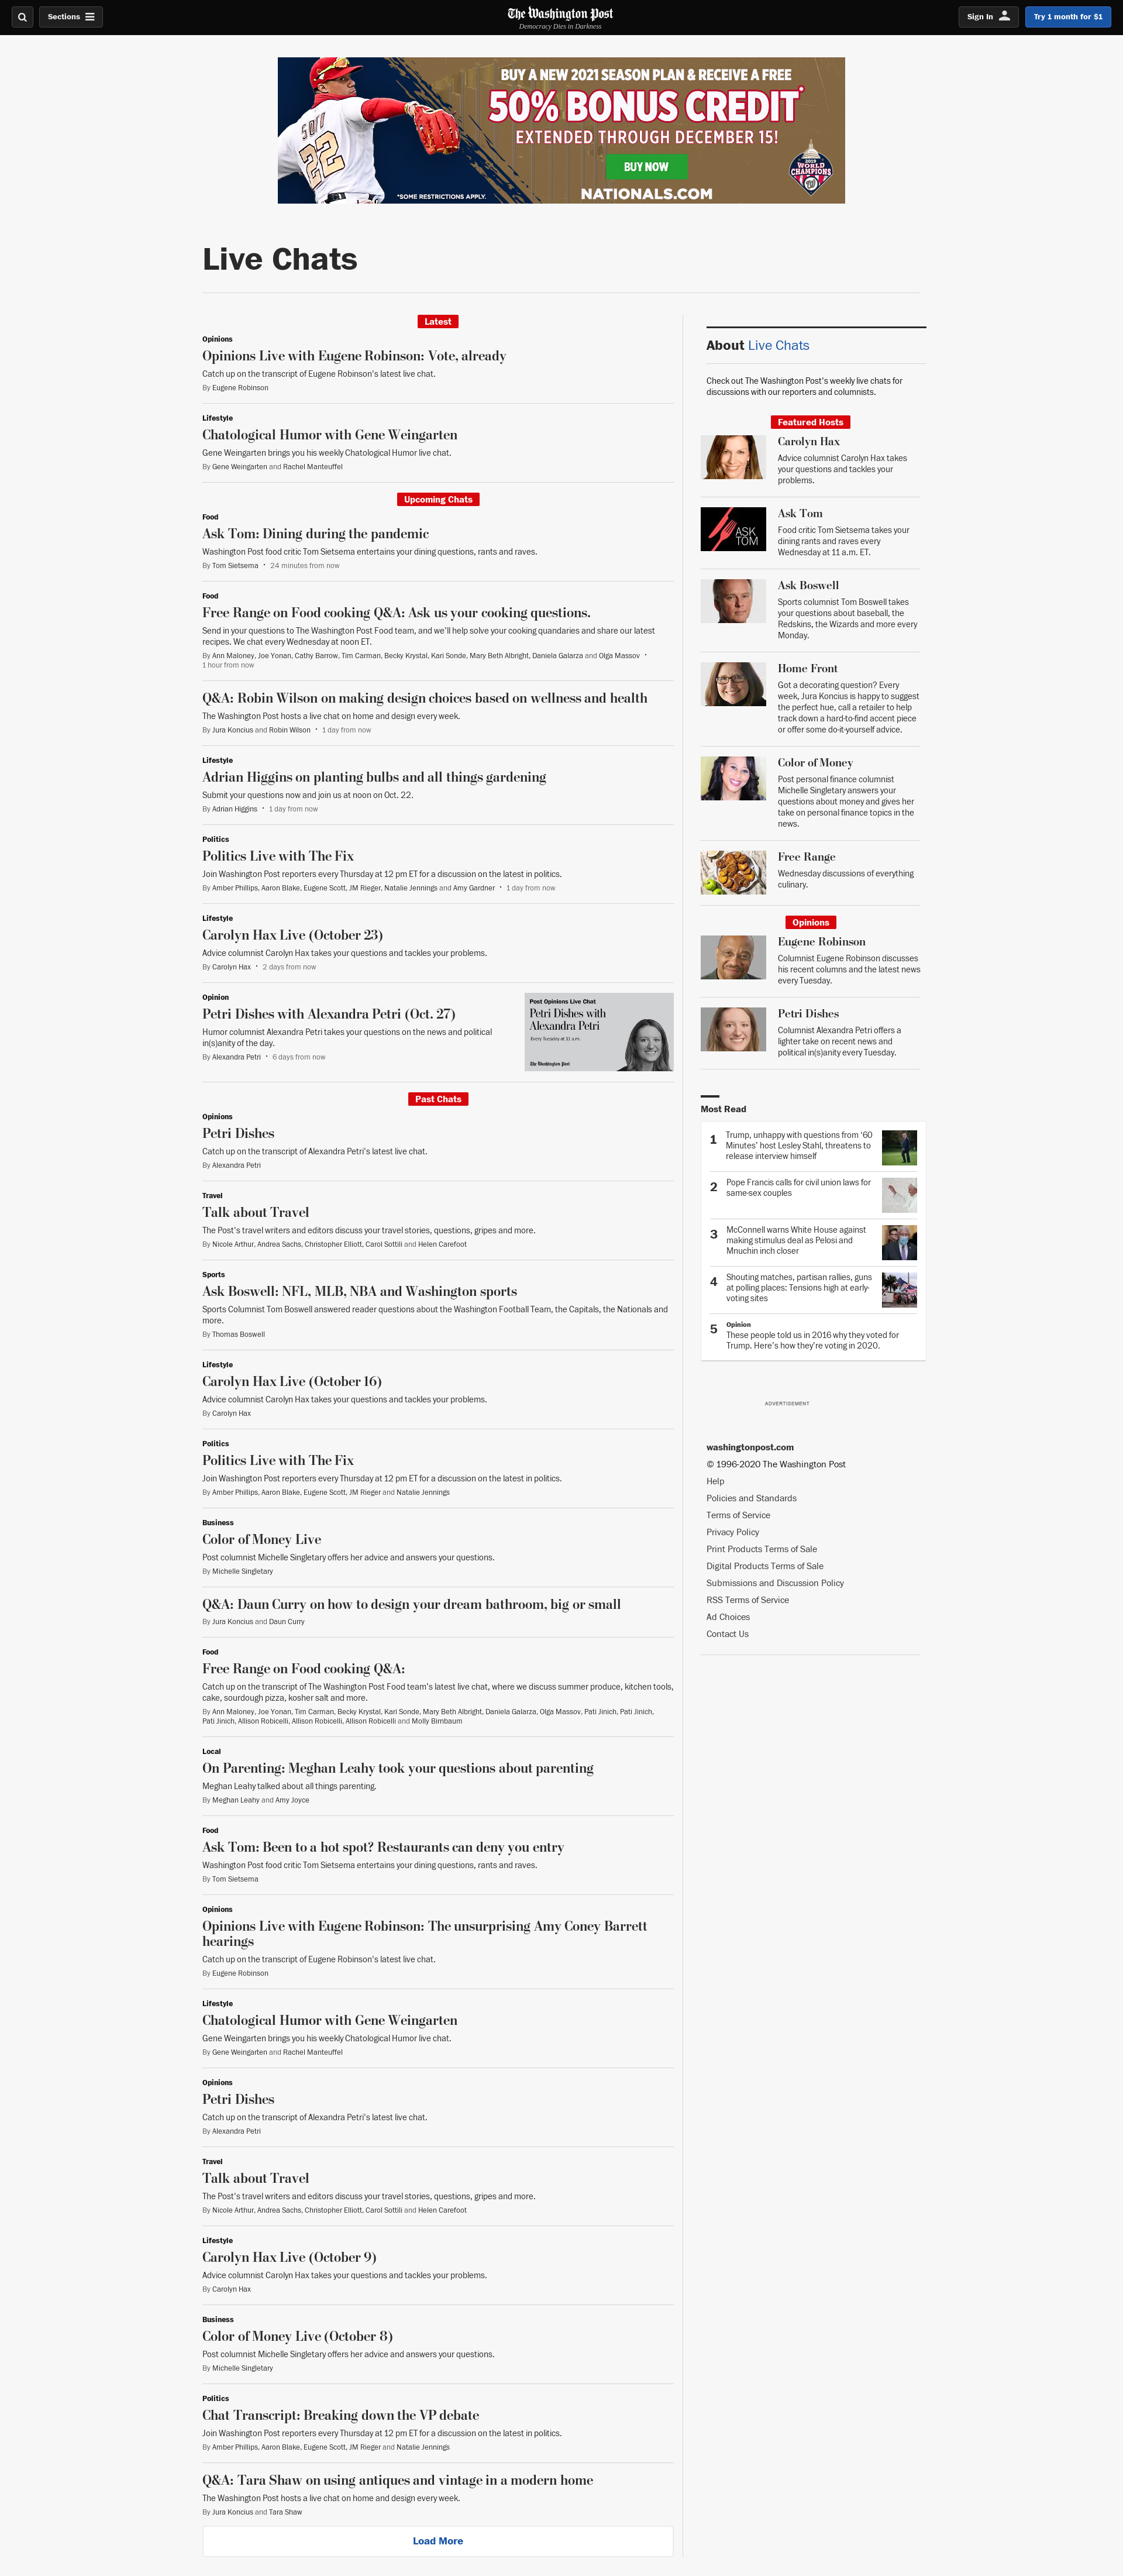 Sections
The Washington Post
Democracy Dies in Darkness
Sign In
Try 1 month for $1
SOTO
22
BUY A NEW 2021 SEASON PLAN & RECEIVE A FREE
50% BONUS CREDIT*
EXTENDED THROUGH DECEMBER 15!
BUY NOW
2019
WORLD
CHAMPIONS
*SOME RESTRICTIONS APPLY.
NATIONALS.COM
Live Chats
Latest
Opinions
Opinions Live with Eugene Robinson: Vote, already
Catch up on the transcript of Eugene Robinson's latest live chat.
By Eugene Robinson
Lifestyle
Chatological Humor with Gene Weingarten
Gene Weingarten brings you his weekly Chatological Humor live chat.
By Gene Weingarten and Rachel Manteuffel
Upcoming Chats
Food
Ask Tom: Dining during the pandemic
Washington Post food critic Tom Sietsema entertains your dining questions, rants and raves.
By Tom Sietsema • 24 minutes from now
Food
Free Range on Food cooking Q&A: Ask us your cooking questions.
Send in your questions to The Washington Post Food team, and we'll help solve your cooking quandaries and share our latest
recipes. We chat every Wednesday at noon ET.
By Ann Maloney, Joe Yonan, Cathy Barrow, Tim Carman, Becky Krystal, Kari Sonde, Mary Beth Albright, Daniela Galarza and Olga Massov •
1 hour from now
Q&A: Robin Wilson on making design choices based on wellness and health
The Washington Post hosts a live chat on home and design every week.
By Jura Koncius and Robin Wilson • 1 day from now
Lifestyle
Adrian Higgins on planting bulbs and all things gardening
Submit your questions now and join us at noon on Oct. 22.
By Adrian Higgins • 1 day from now
Politics
Politics Live with The Fix
Join Washington Post reporters every Thursday at 12 pm ET for a discussion on the latest in politics.
By Amber Phillips, Aaron Blake, Eugene Scott, JM Rieger, Natalie Jennings and Amy Gardner • 1 day from now
Lifestyle
Carolyn Hax Live (October 23)
Advice columnist Carolyn Hax takes your questions and tackles your problems.
By Carolyn Hax • 2 days from now
Opinion
Petri Dishes with Alexandra Petri (Oct. 27)
Humor columnist Alexandra Petri takes your questions on the news and political
in(s)anity of the day.
By Alexandra Petri • 6 days from now
Post Opinions Live Chat
Petri Dishes with
Alexandra Petri
Every Tuesday at 11 a.m.
The Washington Post
Past Chats
Opinions
Petri Dishes
Catch up on the transcript of Alexandra Petri's latest live chat.
By Alexandra Petri
Travel
Talk about Travel
The Post's travel writers and editors discuss your travel stories, questions, gripes and more.
By Nicole Arthur, Andrea Sachs, Christopher Elliott, Carol Sottili and Helen Carefoot
Sports
Ask Boswell: NFL, MLB, NBA and Washington sports
Sports Columnist Tom Boswell answered reader questions about the Washington Football Team, the Capitals, the Nationals and
more.
By Thomas Boswell
Lifestyle
Carolyn Hax Live (October 16)
Advice columnist Carolyn Hax takes your questions and tackles your problems.
By Carolyn Hax
Politics
Politics Live with The Fix
Join Washington Post reporters every Thursday at 12 pm ET for a discussion on the latest in politics.
By Amber Phillips, Aaron Blake, Eugene Scott, JM Rieger and Natalie Jennings
Business
Color of Money Live
Post columnist Michelle Singletary offers her advice and answers your questions.
By Michelle Singletary
Q&A: Daun Curry on how to design your dream bathroom, big or small
By Jura Koncius and Daun Curry
Food
Free Range on Food cooking Q&A:
Catch up on the transcript of The Washington Post Food team's latest live chat, where we discuss summer produce, kitchen tools,
cake, sourdough pizza, kosher salt and more.
By Ann Maloney, Joe Yonan, Tim Carman, Becky Krystal, Kari Sonde, Mary Beth Albright, Daniela Galarza, Olga Massov, Pati Jinich, Pati Jinich,
Pati Jinich, Allison Robicelli, Allison Robicelli, Allison Robicelli and Molly Birnbaum
Local
On Parenting: Meghan Leahy took your questions about parenting
Meghan Leahy talked about all things parenting.
By Meghan Leahy and Amy Joyce
Food
Ask Tom: Been to a hot spot? Restaurants can deny you entry
Washington Post food critic Tom Sietsema entertains your dining questions, rants and raves.
By Tom Sietsema
Opinions
Opinions Live with Eugene Robinson: The unsurprising Amy Coney Barrett
hearings
Catch up on the transcript of Eugene Robinson's latest live chat.
By Eugene Robinson
Lifestyle
Chatological Humor with Gene Weingarten
Gene Weingarten brings you his weekly Chatological Humor live chat.
By Gene Weingarten and Rachel Manteuffel
Opinions
Petri Dishes
Catch up on the transcript of Alexandra Petri's latest live chat.
By Alexandra Petri
Travel
Talk about Travel
The Post's travel writers and editors discuss your travel stories, questions, gripes and more.
By Nicole Arthur, Andrea Sachs, Christopher Elliott, Carol Sottili and Helen Carefoot
Lifestyle
Carolyn Hax Live (October 9)
Advice columnist Carolyn Hax takes your questions and tackles your problems.
By Carolyn Hax
Business
Color of Money Live (October 8)
Post columnist Michelle Singletary offers her advice and answers your questions.
By Michelle Singletary
Politics
Chat Transcript: Breaking down the VP debate
Join Washington Post reporters every Thursday at 12 pm ET for a discussion on the latest in politics.
By Amber Phillips, Aaron Blake, Eugene Scott, JM Rieger and Natalie Jennings
Q&A: Tara Shaw on using antiques and vintage in a modern home
The Washington Post hosts a live chat on home and design every week.
By Jura Koncius and Tara Shaw
Load More
About Live Chats
Check out The Washington Post's weekly live chats for
discussions with our reporters and columnists.
Featured Hosts
Carolyn Hax
Advice columnist Carolyn Hax takes
your questions and tackles your
problems.
ASK
TOM
Ask Tom
Food critic Tom Sietsema takes your
dining rants and raves every
Wednesday at 11 a.m. ET.
Ask Boswell
Sports columnist Tom Boswell takes
your questions about baseball, the
Redskins, the Wizards and more every
Monday.
Home Front
Got a decorating question? Every
week, Jura Koncius is happy to suggest
the perfect hue, call a retailer to help
track down a hard-to-find accent piece
or offer some do-it-yourself advice.
Color of Money
Post personal finance columnist
Michelle Singletary answers your
questions about money and gives her
take on personal finance topics in the
news.
Free Range
Wednesday discussions of everything
culinary.
Opinions
Eugene Robinson
Columnist Eugene Robinson discusses
his recent columns and the latest news
every Tuesday.
Petri Dishes
Columnist Alexandra Petri offers a
lighter take on recent news and
political in(s)anity every Tuesday.
Most Read
1 Trump, unhappy with questions from '60
Minutes' host Lesley Stahl, threatens to
release interview himself
2 Pope Francis calls for civil union laws for
same-sex couples
3 McConnell warns White House against
making stimulus deal as Pelosi and
Mnuchin inch closer
4 Shouting matches, partisan rallies, guns
at polling places: Tensions high at early-
voting sites
5 Opinion
These people told us in 2016 why they voted for
Trump. Here's how they're voting in 2020.
ADVERTISEMENT
washingtonpost.com
© 1996-2020 The Washington Post
Help
Policies and Standards
Terms of Service
Privacy Policy
Print Products Terms of Sale
Digital Products Terms of Sale
Submissions and Discussion Policy
RSS Terms of Service
Ad Choices
Contact Us